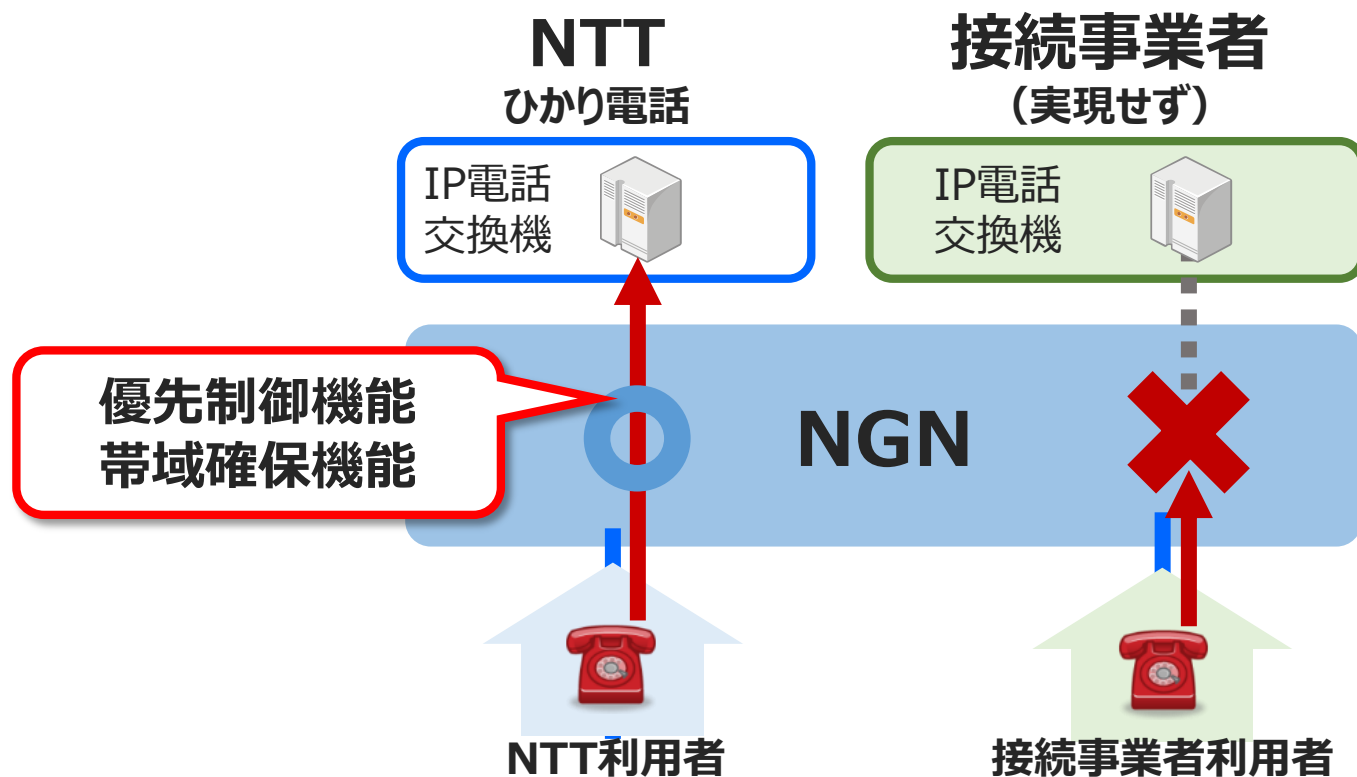 NTT
ひかり電話
接続事業者
（実現せず）
IP電話
交換機
IP電話
交換機
優先制御機能
帯域確保機能
NGN
NTT利用者
接続事業者利用者